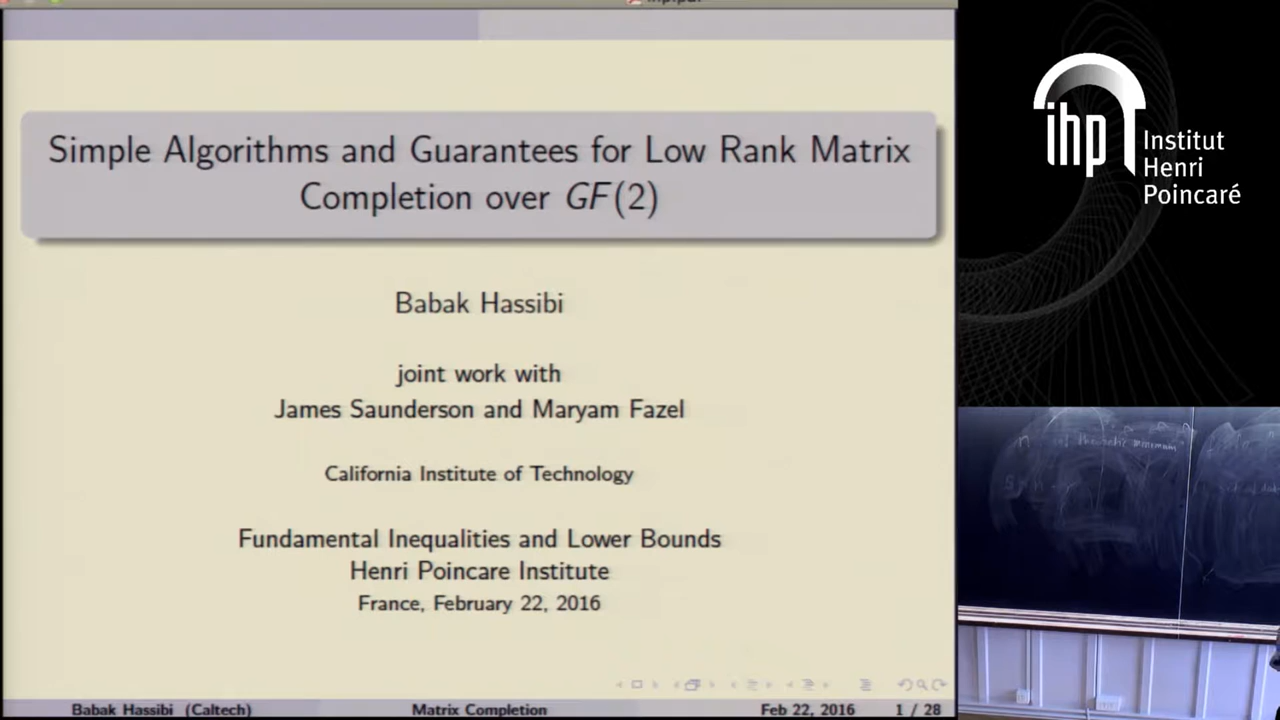 Simple Algorithms and Guarantees for Low Rank Matrix
Completion over GF(2)
Babak Hassibi
joint work with
James Saunderson and Maryam Fazel
California Institute of Technology
Fundamental Inequalities and Lower Bounds
Henri Poincare Institute
France, February 22, 2016
Babak Hassibi (Caltech) Matrix Completion Feb 22, 2016 1 / 28
ihp Institut
Henri
Poincaré